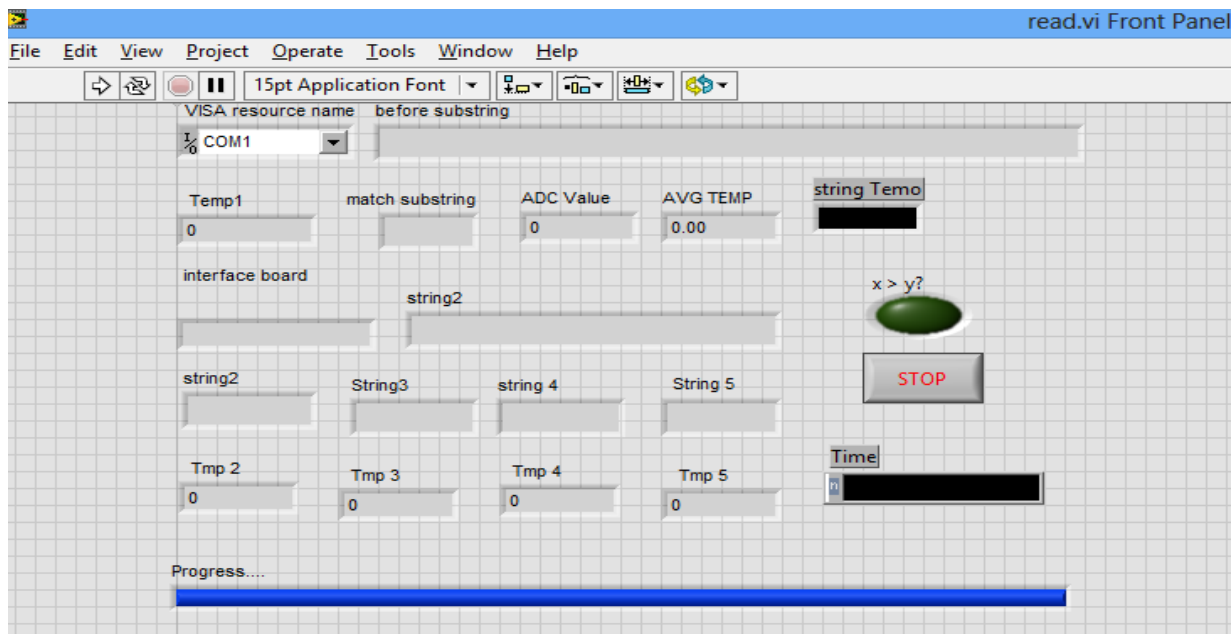 read.vi Front Panel
File Edit View Project Operate Tools Window Help
15pt Application Font
VISA resource name before substring
COM1
string Temo
Temp1 match substring ADC Value AVG TEMP
0 0 0.00
interface board x > y?
string2
string2 String3 string 4 String 5 STOP
Time
Tmp 2 Tmp 3 Tmp 4 Tmp 5
n
0 0 0 0
Progress....